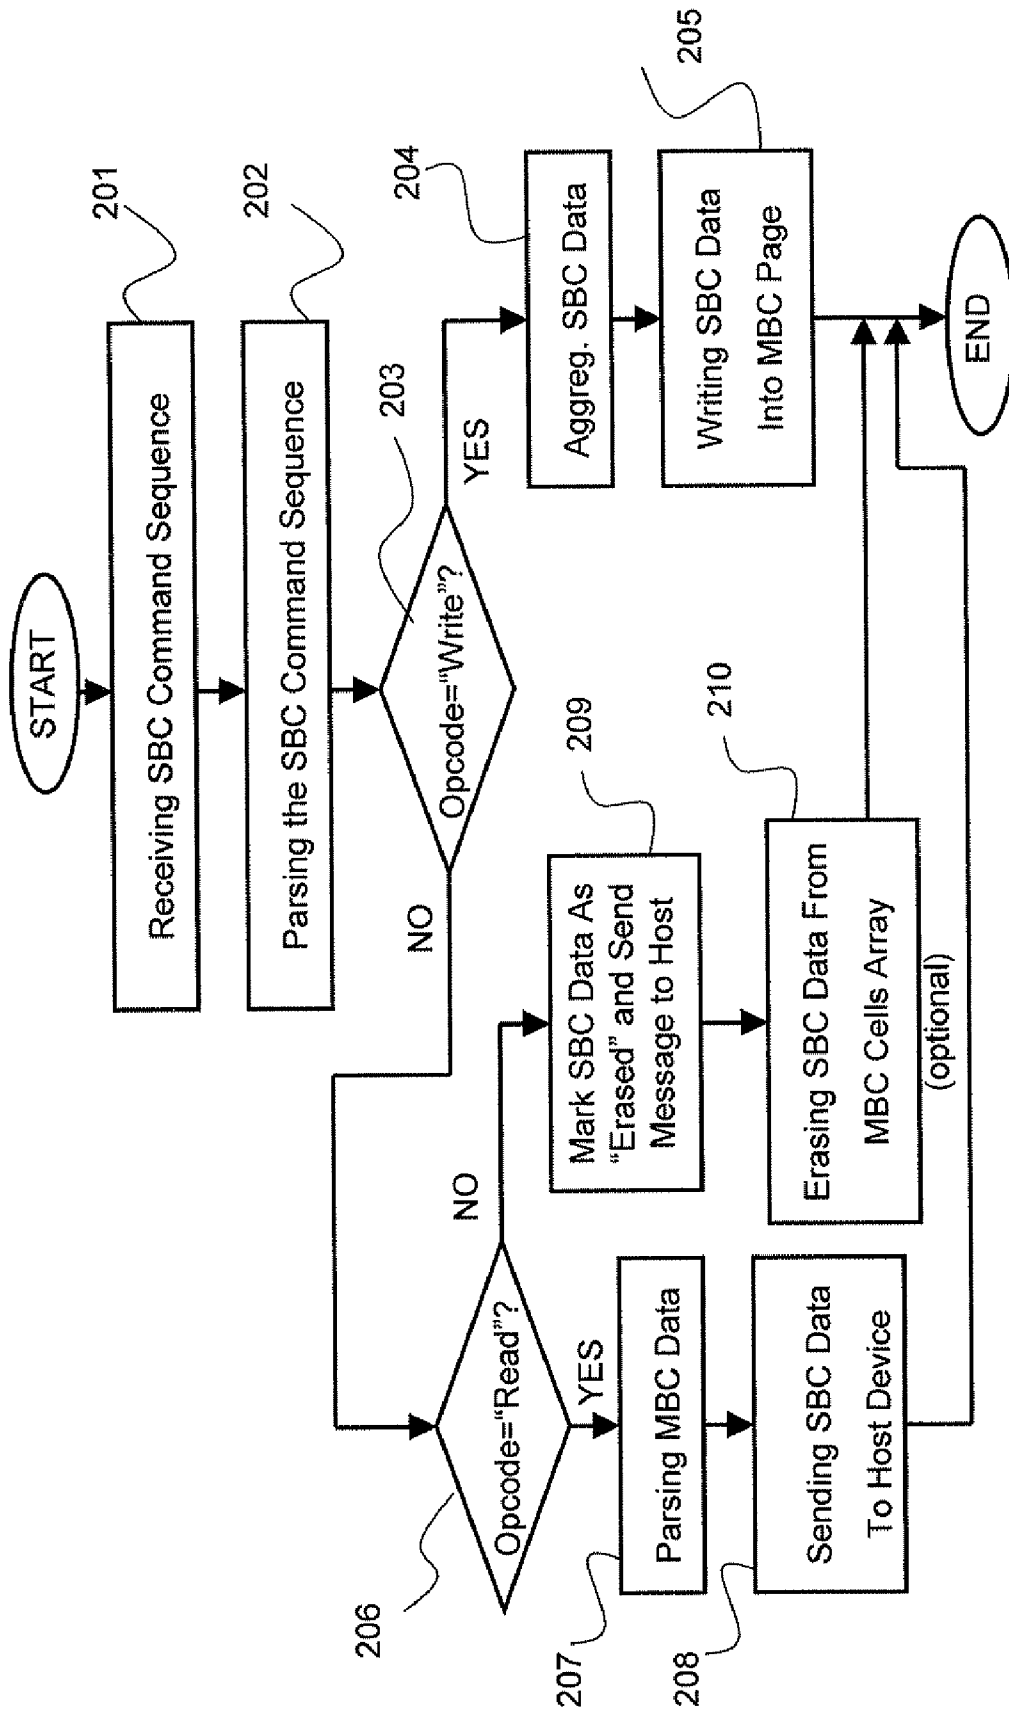 START
201
Receiving SBC Command Sequence
202
Parsing the SBC Command Sequence
203
Opcode="Write"?
YES
NO
204
Aggreg. SBC Data
205
Writing SBC Data
Into MBC Page
206
Opcode="Read"?
NO
YES
209
Mark SBC Data As
"Erased" and Send
Message to Host
207
Parsing MBC Data
210
Erasing SBC Data From
MBC Cells Array
(optional)
208
Sending SBC Data
To Host Device
END